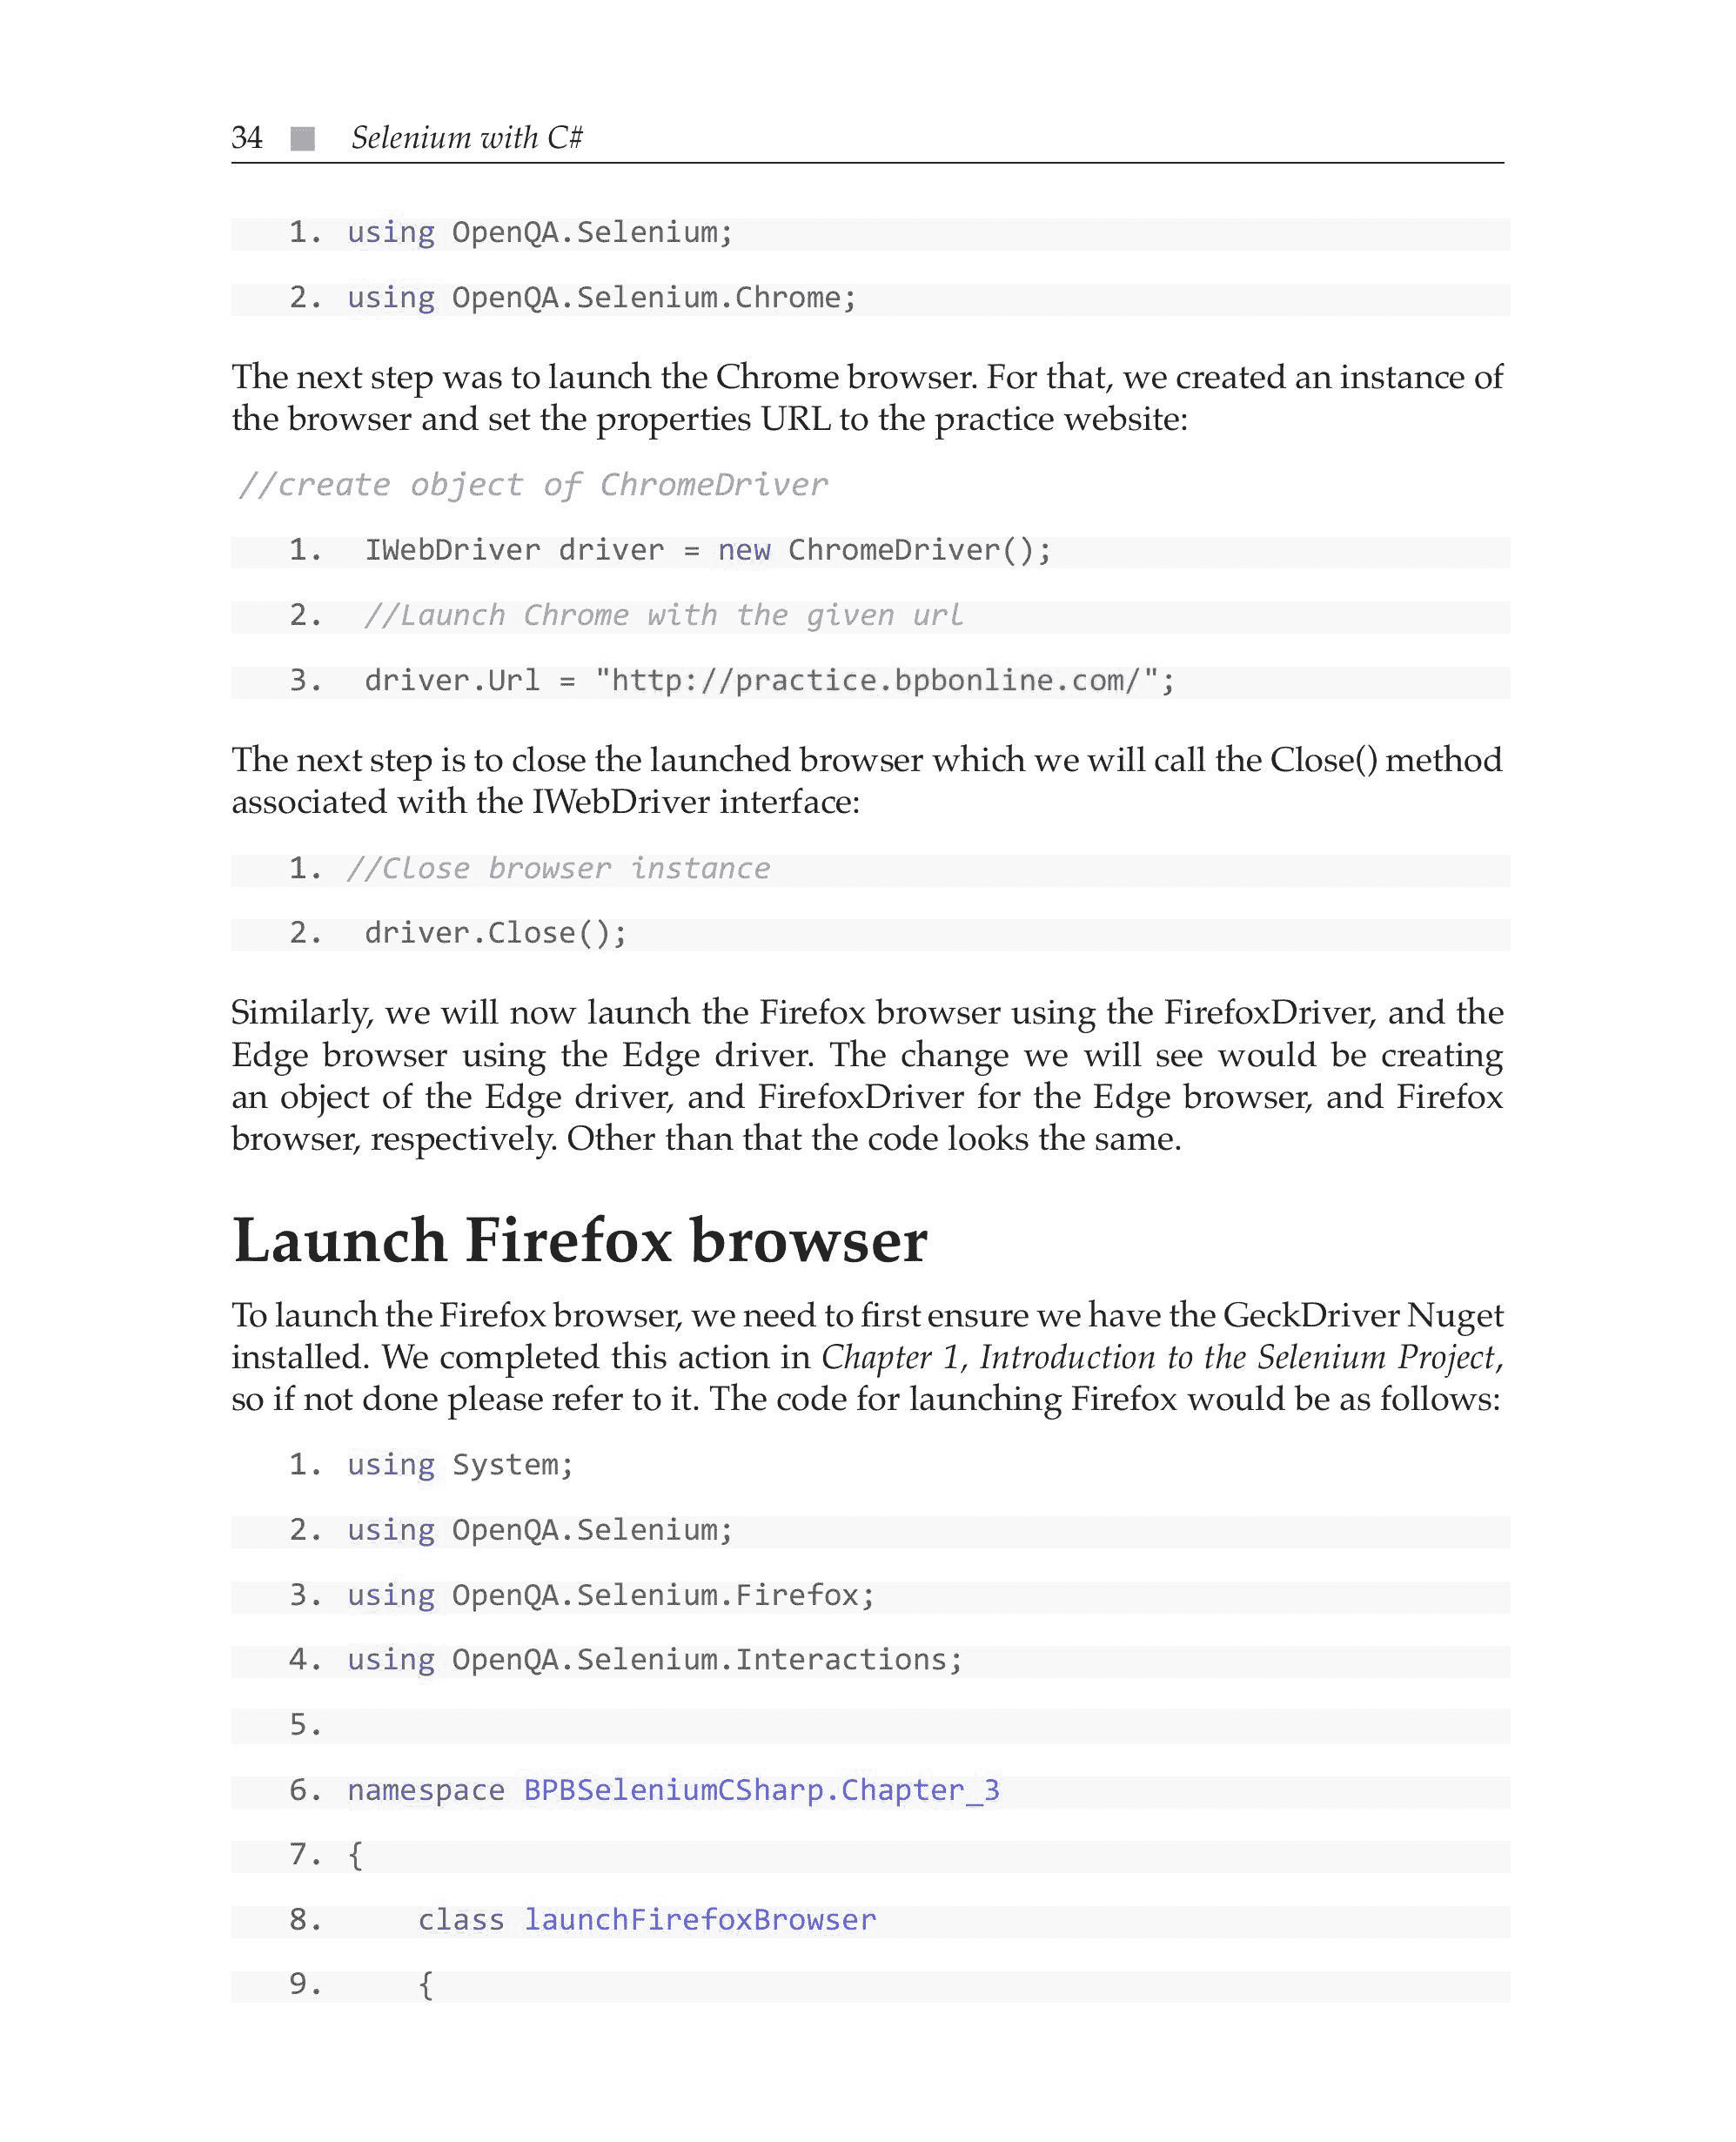 34 Selenium with C#
1. using OpenQA.Selenium;
2. using OpenQA.Selenium.Chrome;
The next step was to launch the Chrome browser. For that, we created an instance of
the browser and set the properties URL to the practice website:
//create object of ChromeDriver
1. IWebDriver driver = new ChromeDriver();
2. //Launch Chrome with the given url
3. driver.Url = "http://practice.bpbonline.com/";
The next step is to close the launched browser which we will call the Close() method
associated with the IWebDriver interface:
1. //Close browser instance
2. driver.Close();
Similarly, we will now launch the Firefox browser using the FirefoxDriver, and the
Edge browser using the Edge driver. The change we will see would be creating
an object of the Edge driver, and FirefoxDriver for the Edge browser, and Firefox
browser, respectively. Other than that the code looks the same.
Launch Firefox browser
To launch the Firefox browser, we need to first ensure we have the GeckDriver Nuget
installed. We completed this action in Chapter 1, Introduction to the Selenium Project,
so if not done please refer to it. The code for launching Firefox would be as follows:
1. using System;
2. using OpenQA.Selenium;
3. using OpenQA.Selenium.Firefox;
4. using OpenQA.Selenium.Interactions;
5.
6. namespace BPBSeleniumCSharp.Chapter_3
7. {
8. class launchFirefoxBrowser
9. {